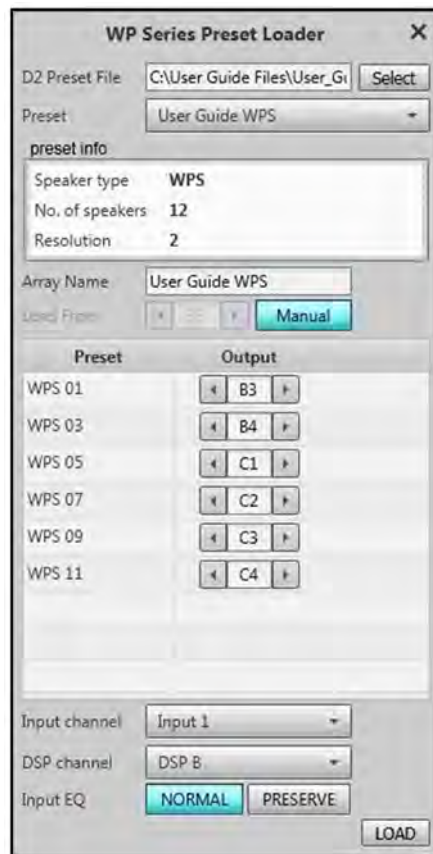 WP Series Preset Loader
D2 Preset File C:\User Guide Files\User_Gu Select
Preset User Guide WPS
preset info
Speaker type WPS
No. of speakers 12
Resolution 2
Array Name User Guide WPS
Load From Manual
Preset Output
WPS 01 B3
WPS 03 B4
WPS 05 C1
WPS 07 C2
WPS 09 C3
WPS 11 C4
Input channel Input 1
DSP channel DSP B
Input EQ NORMAL PRESERVE
LOAD